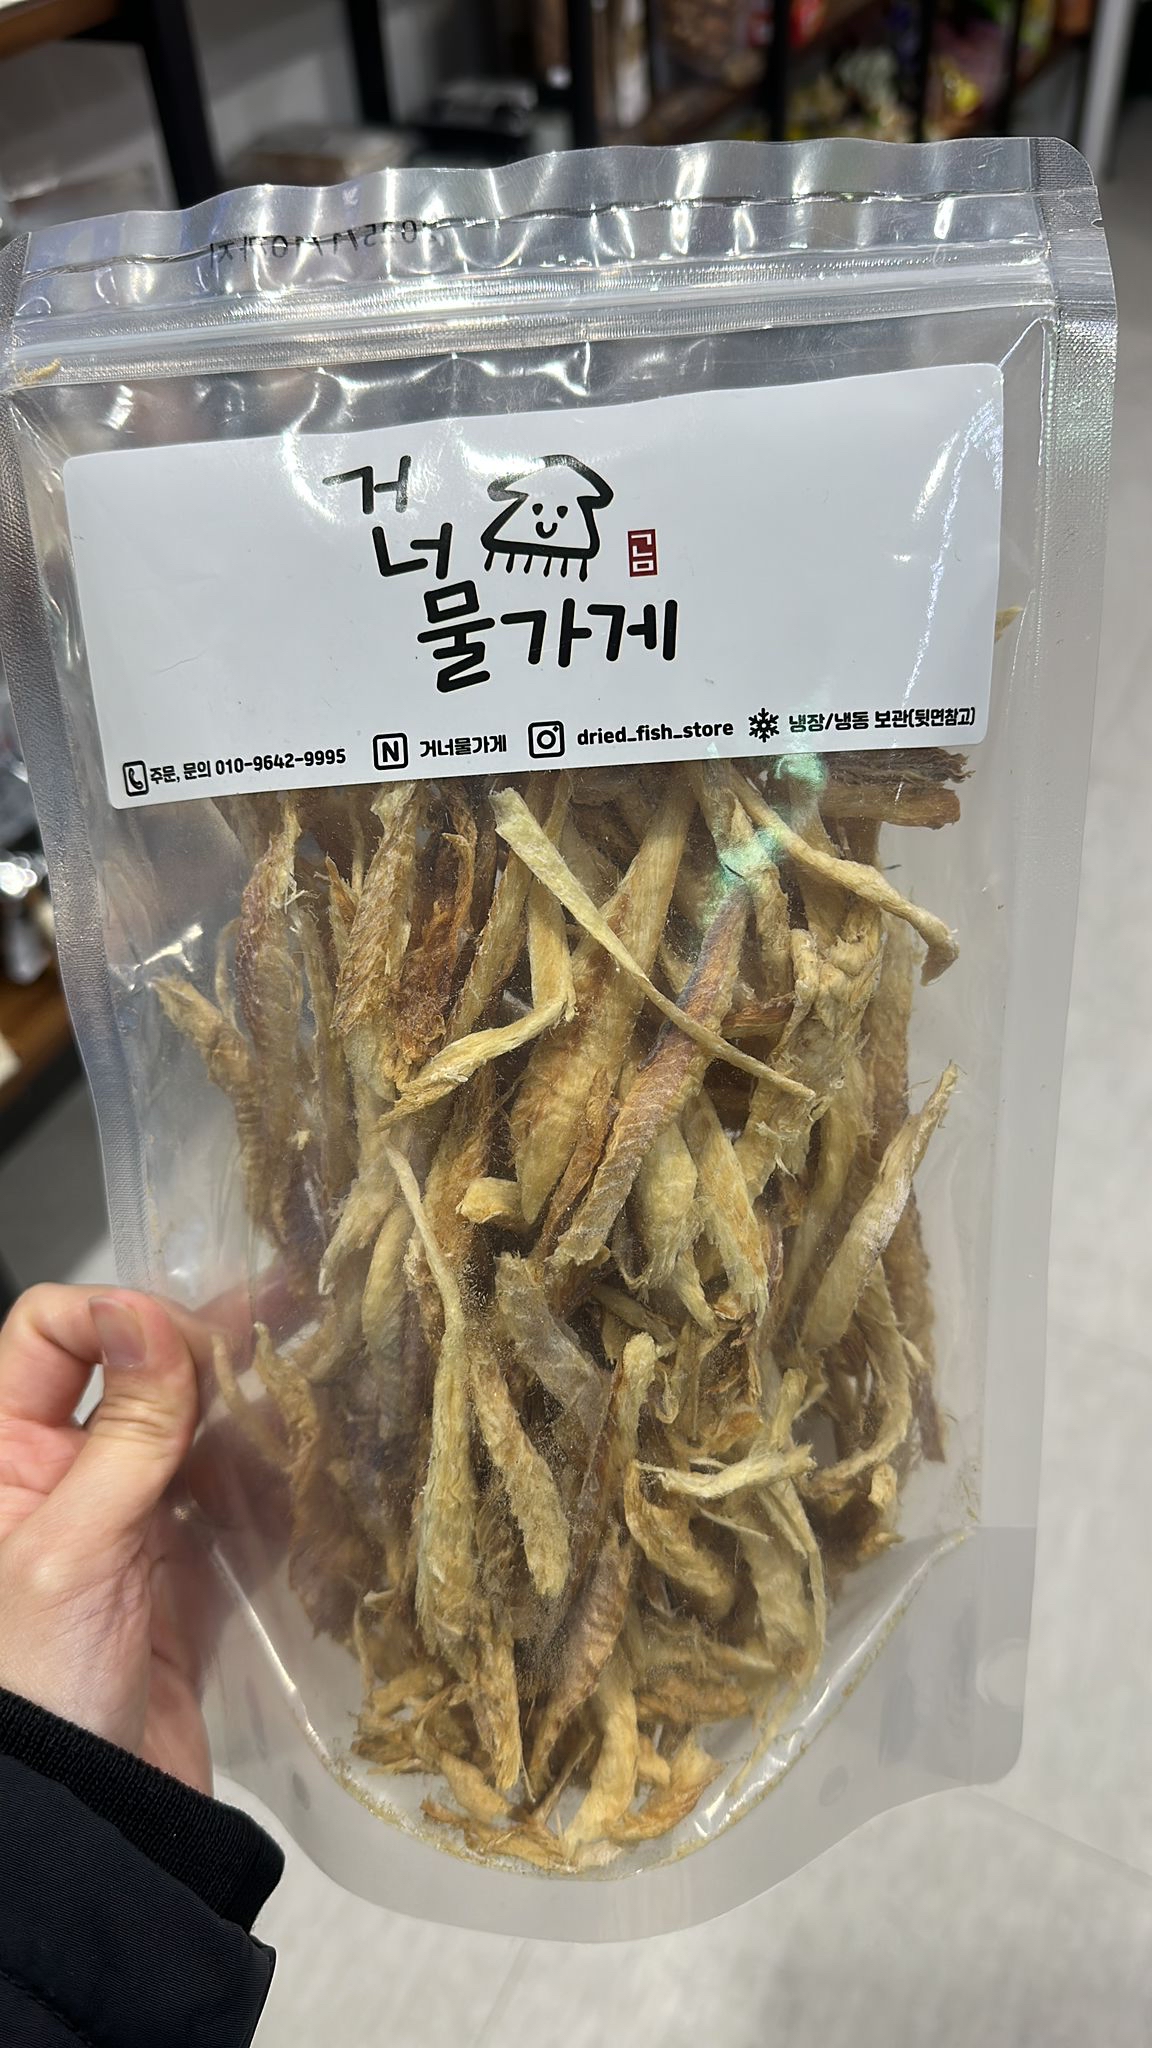 거
너
물가게
곰
주문, 문의 010-9642-9995
N 거너물가게
dried_fish_store
냉장/냉동 보관(뒷면참고)